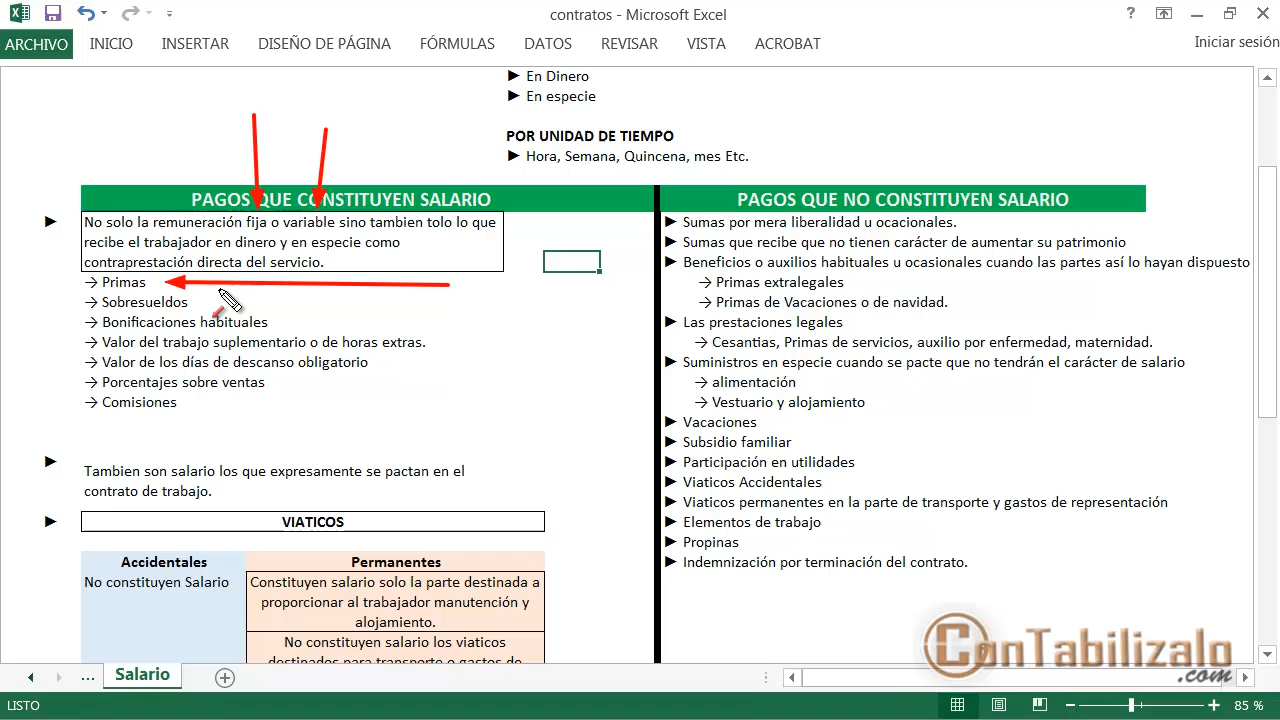 contratos - Microsoft Excel
ARCHIVO INICIO INSERTAR DISEÑO DE PÁGINA FÓRMULAS DATOS REVISAR VISTA ACROBAT Iniciar sesión
► En Dinero
► En especie
POR UNIDAD DE TIEMPO
► Hora, Semana, Quincena, mes Etc.
PAGOS QUE CONSTITUYEN SALARIO
► No solo la remuneración fija o variable sino tambien tolo lo que
recibe el trabajador en dinero y en especie como
contraprestación directa del servicio.
→ Primas
→ Sobresueldos
→ Bonificaciones habituales
→ Valor del trabajo suplementario o de horas extras.
→ Valor de los días de descanso obligatorio
→ Porcentajes sobre ventas
→ Comisiones
► Tambien son salario los que expresamente se pactan en el
contrato de trabajo.
► VIATICOS
Accidentales
No constituyen Salario
Permanentes
Constituyen salario solo la parte destinada a
proporcionar al trabajador manutención y
alojamiento.
No constituyen salario los viaticos
destinados para transporte o gastos de
PAGOS QUE NO CONSTITUYEN SALARIO
► Sumas por mera liberalidad u ocacionales.
► Sumas que recibe que no tienen carácter de aumentar su patrimonio
► Beneficios o auxilios habituales u ocasionales cuando las partes así lo hayan dispuesto
→ Primas extralegales
→ Primas de Vacaciones o de navidad.
► Las prestaciones legales
→ Cesantias, Primas de servicios, auxilio por enfermedad, maternidad.
► Suministros en especie cuando se pacte que no tendrán el carácter de salario
→ alimentación
→ Vestuario y alojamiento
► Vacaciones
► Subsidio familiar
► Participación en utilidades
► Viaticos Accidentales
► Viaticos permanentes en la parte de transporte y gastos de representación
► Elementos de trabajo
► Propinas
► Indemnización por terminación del contrato.
ConTabilizalo
.com
... Salario
LISTO 85 %